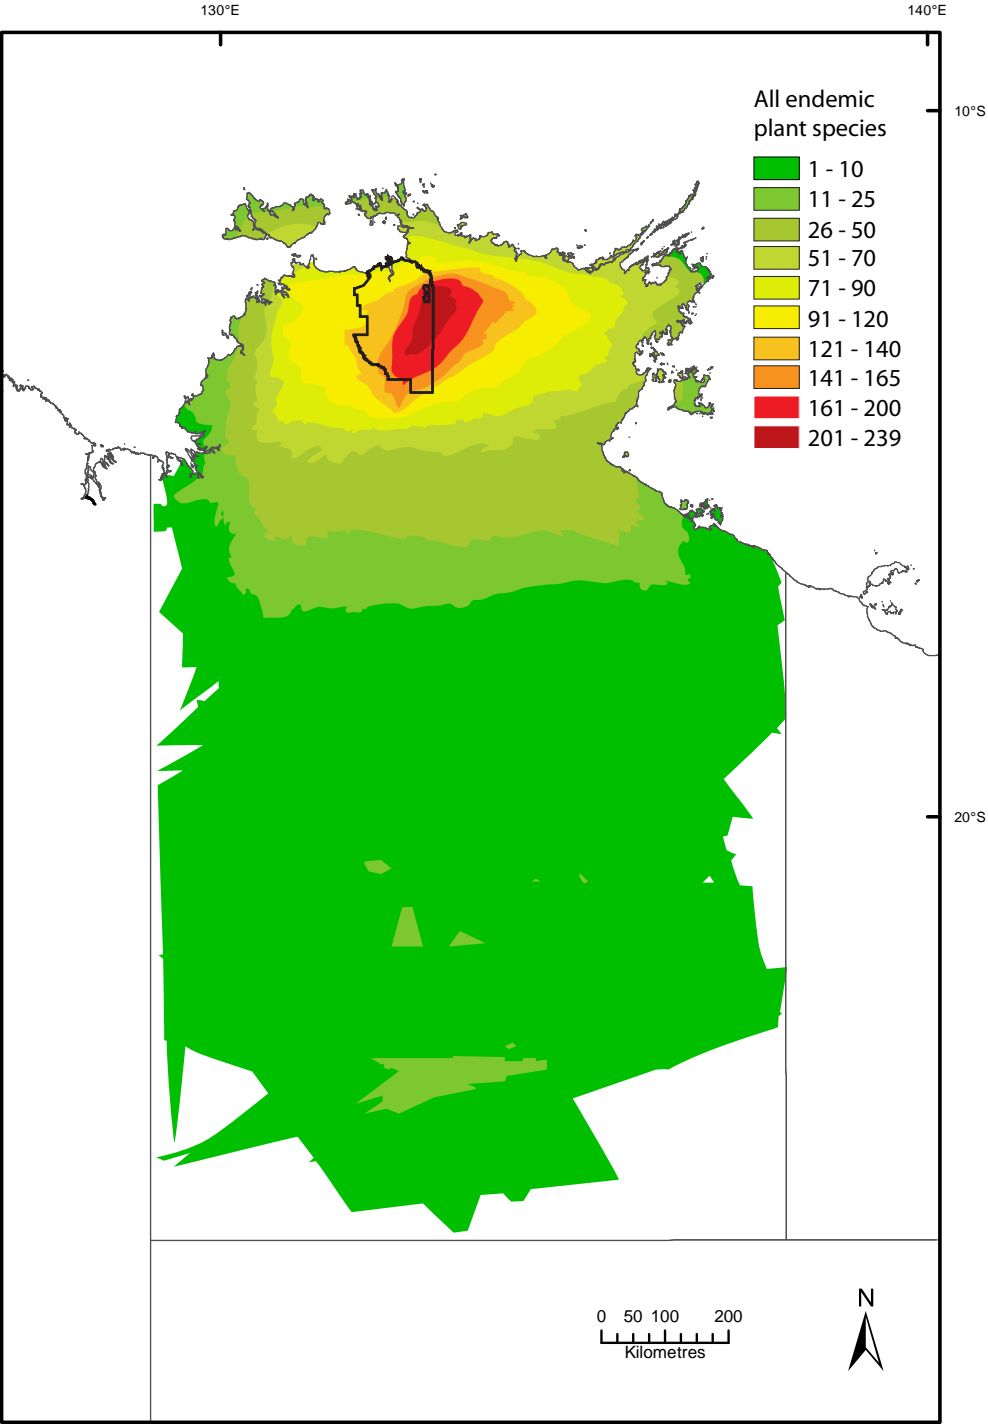 130°E
140°E
10°S
All endemic
plant species
1 - 10
11 - 25
26 - 50
51 - 70
71 - 90
91 - 120
121 - 140
141 - 165
161 - 200
201 - 239
20°S
0 50 100 200
Kilometres
N